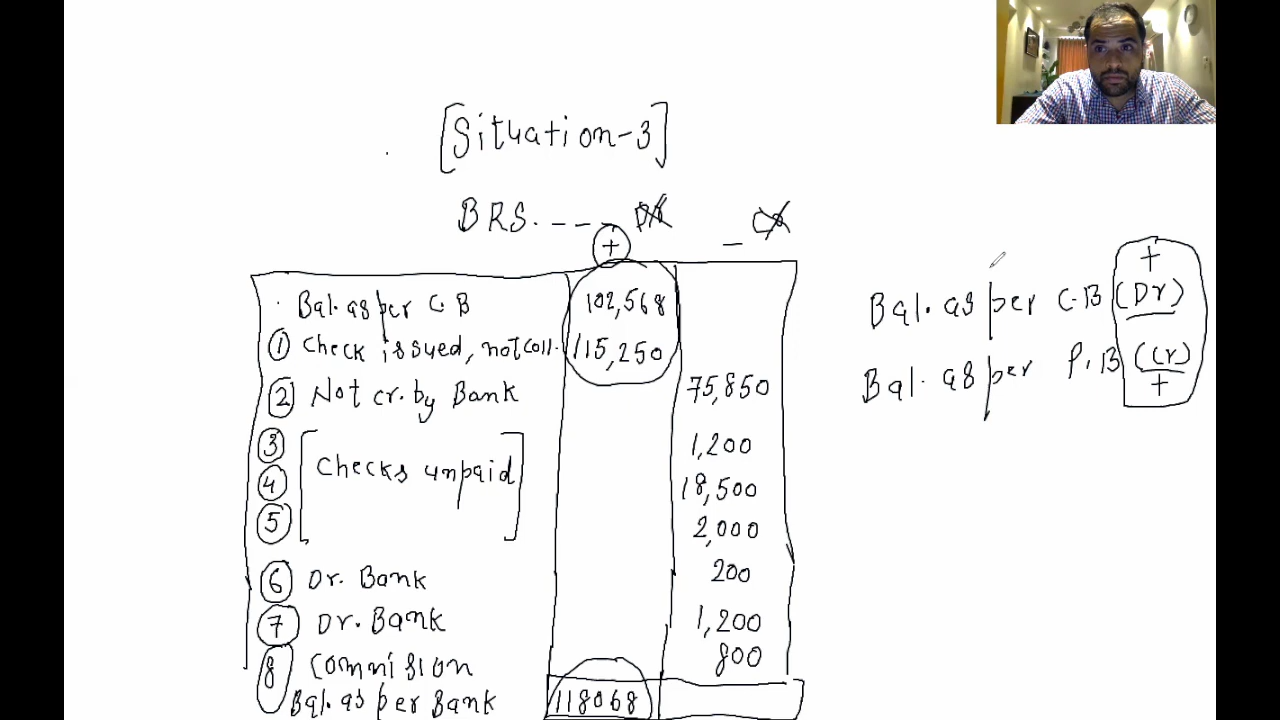 [Situation-3]
BRS. - - - Dr Cr
+ -
Bal. as per C.B 102,568
① Check issued, not coll. 115,250
② Not cr. by Bank 75,850
③ 1,200
④ [Checks unpaid] 18,500
⑤ 2,000
⑥ Dr. Bank 200
⑦ Dr. Bank 1,200
⑧ Commision 800
Bal. as per Bank 118068
+
Bal. as per C.B (Dr)
Bal. as per P.B (Cr)
+